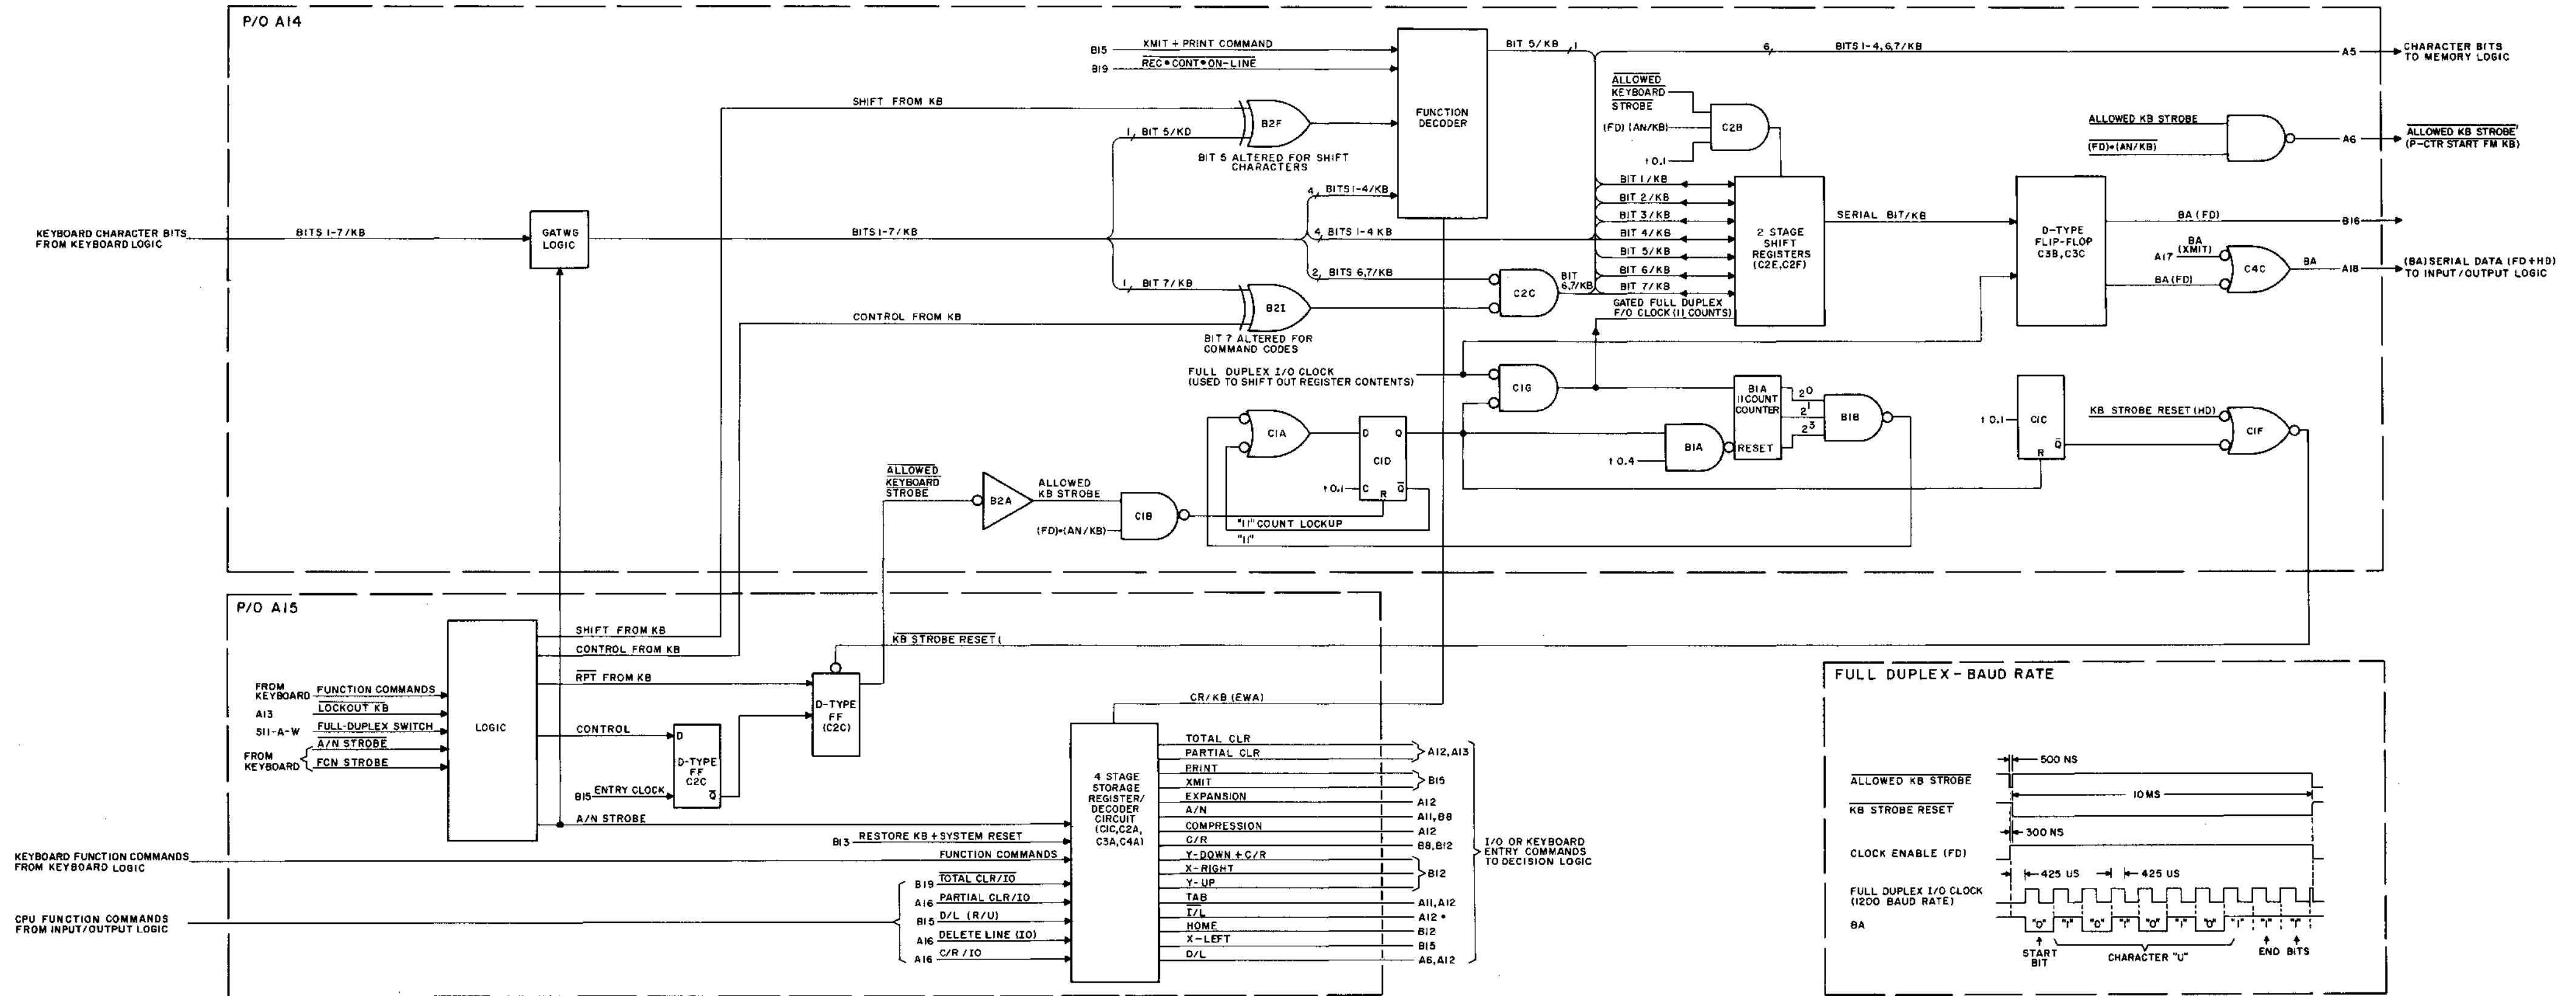 P/O A14
B15 XMIT + PRINT COMMAND
B19 REC•CONT•ON-LINE
FUNCTION
DECODER
BIT 5/KB 1
6 BITS 1-4,6,7/KB
A5
CHARACTER BITS
TO MEMORY LOGIC
SHIFT FROM KB
1 BIT 5/KD
B2F
BIT 5 ALTERED FOR SHIFT
CHARACTERS
ALLOWED
KEYBOARD
STROBE
(FD) (AN/KB)
t0.1
C2B
ALLOWED KB STROBE
(FD)•(AN/KB)
A6
ALLOWED KB STROBE'
(P-CTR START FM KB)
KEYBOARD CHARACTER BITS
FROM KEYBOARD LOGIC
BITS 1-7/KB
GATWG
LOGIC
BITS 1-7/KB
4 BITS 1-4/KB
4 BITS 1-4 KB
2 BITS 6,7/KB
BIT 1/KB
BIT 2/KB
BIT 3/KB
BIT 4/KB
BIT 5/KB
BIT 6/KB
BIT 7/KB
BIT
6,7/KB
GATED FULL DUPLEX
F/O CLOCK (11 COUNTS)
2 STAGE
SHIFT
REGISTERS
(C2E,C2F)
SERIAL BIT/KB
D-TYPE
FLIP-FLOP
C3B,C3C
BA (FD)
B16
BA
(XMIT)
A17
BA(FD)
C4C
BA
A18
(BA) SERIAL DATA (FD+HD)
TO INPUT/OUTPUT LOGIC
1 BIT 7/KB
CONTROL FROM KB
B2I
BIT 7 ALTERED FOR
COMMAND CODES
C2C
FULL DUPLEX I/O CLOCK
(USED TO SHIFT OUT REGISTER CONTENTS)
C1G
B1A
11 COUNT
COUNTER
RESET
2⁰
2¹
2³
B1B
B1A
t0.4
C1A
D Q
C1D
t0.1 C R Q
C1C
t0.1
R Q
KB STROBE RESET (HD)
C1F
ALLOWED
KEYBOARD
STROBE
B2A
ALLOWED
KB STROBE
C1B
(FD)•(AN/KB)
"11" COUNT LOCKUP
"11"
P/O A15
LOGIC
SHIFT FROM KB
CONTROL FROM KB
RPT FROM KB
CONTROL
A/N STROBE
FROM
KEYBOARD
FUNCTION COMMANDS
A13 LOCKOUT KB
S11-A-W FULL-DUPLEX SWITCH
FROM
KEYBOARD
A/N STROBE
FCN STROBE
B15 ENTRY CLOCK
D
D-TYPE
FF
C2C
Q
D-TYPE
FF
(C2C)
KB STROBE RESET (
CR/KB (EWA)
4 STAGE
STORAGE
REGISTER/
DECODER
CIRCUIT
(C1C,C2A,
C3A,C4A)
B13 RESTORE KB + SYSTEM RESET
KEYBOARD FUNCTION COMMANDS
FROM KEYBOARD LOGIC
FUNCTION COMMANDS
CPU FUNCTION COMMANDS
FROM INPUT/OUTPUT LOGIC
B19 TOTAL CLR/IO
A16 PARTIAL CLR/IO
B15 D/L (R/U)
A16 DELETE LINE (IO)
A16 C/R /IO
TOTAL CLR
PARTIAL CLR
A12,A13
PRINT
XMIT
B15
EXPANSION A12
A/N A11,B8
COMPRESSION A12
C/R B8,B12
Y-DOWN + C/R
X-RIGHT
Y-UP
B12
TAB A11,A12
I/L A12 •
HOME B12
X-LEFT B15
D/L A6,A12
I/O OR KEYBOARD
ENTRY COMMANDS
TO DECISION LOGIC
FULL DUPLEX - BAUD RATE
500 NS
ALLOWED KB STROBE
10MS
KB STROBE RESET
300 NS
CLOCK ENABLE (FD)
425 US 425 US
FULL DUPLEX I/O CLOCK
(1200 BAUD RATE)
BA
"0" "1" "0" "1" "0" "1" "0" "1" "1" "1"
START
BIT
CHARACTER "U"
END BITS